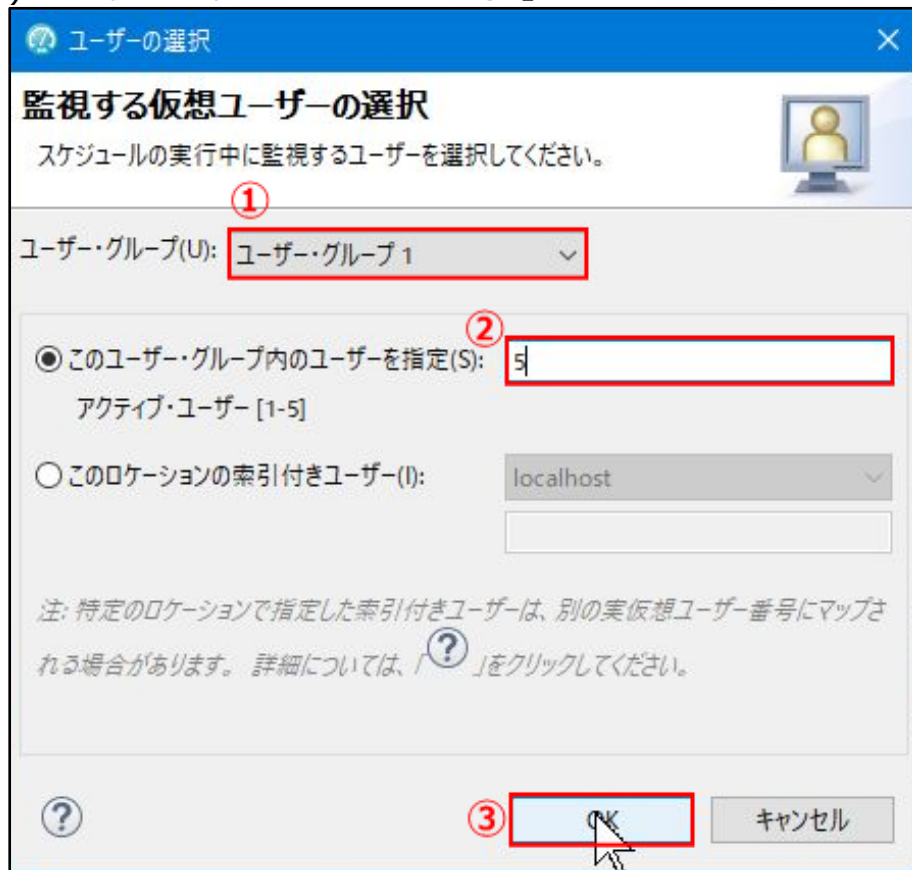 ユーザーの選択
監視する仮想ユーザーの選択
スケジュールの実行中に監視するユーザーを選択してください。
①
ユーザー・グループ(U): ユーザー・グループ 1
②
このユーザー・グループ内のユーザーを指定(S): 5
アクティブ・ユーザー [1-5]
このロケーションの索引付きユーザー(I): localhost
注: 特定のロケーションで指定した索引付きユーザーは、別の実仮想ユーザー番号にマップさ
れる場合があります。 詳細については、「?」をクリックしてください。
? ③ OK キャンセル